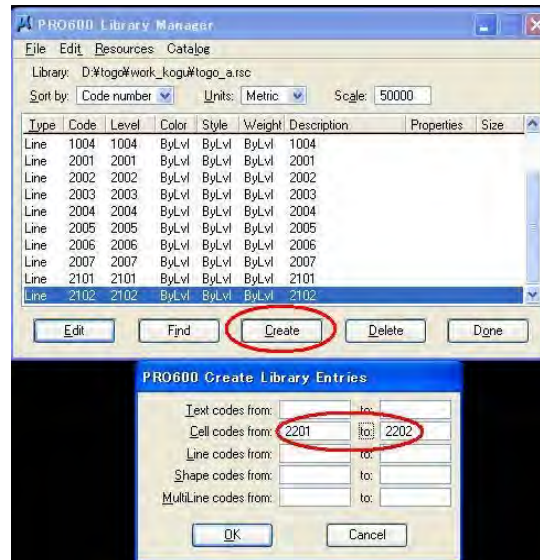 PRO600 Library Manager
File Edit Resources Catalog
Library: D:¥togo¥work_kogu¥togo_a.rsc
Sort by: Code number Units: Metric Scale: 50000
Type Code Level Color Style Weight Description Properties Size
Line 1004 1004 ByLvl ByLvl ByLvl 1004
Line 2001 2001 ByLvl ByLvl ByLvl 2001
Line 2002 2002 ByLvl ByLvl ByLvl 2002
Line 2003 2003 ByLvl ByLvl ByLvl 2003
Line 2004 2004 ByLvl ByLvl ByLvl 2004
Line 2005 2005 ByLvl ByLvl ByLvl 2005
Line 2006 2006 ByLvl ByLvl ByLvl 2006
Line 2007 2007 ByLvl ByLvl ByLvl 2007
Line 2101 2101 ByLvl ByLvl ByLvl 2101
Line 2102 2102 ByLvl ByLvl ByLvl 2102
Edit Find Create Delete Done
PRO600 Create Library Entries
Text codes from: to:
Cell codes from: 2201 to: 2202
Line codes from: to:
Shape codes from: to:
MultiLine codes from: to:
OK Cancel